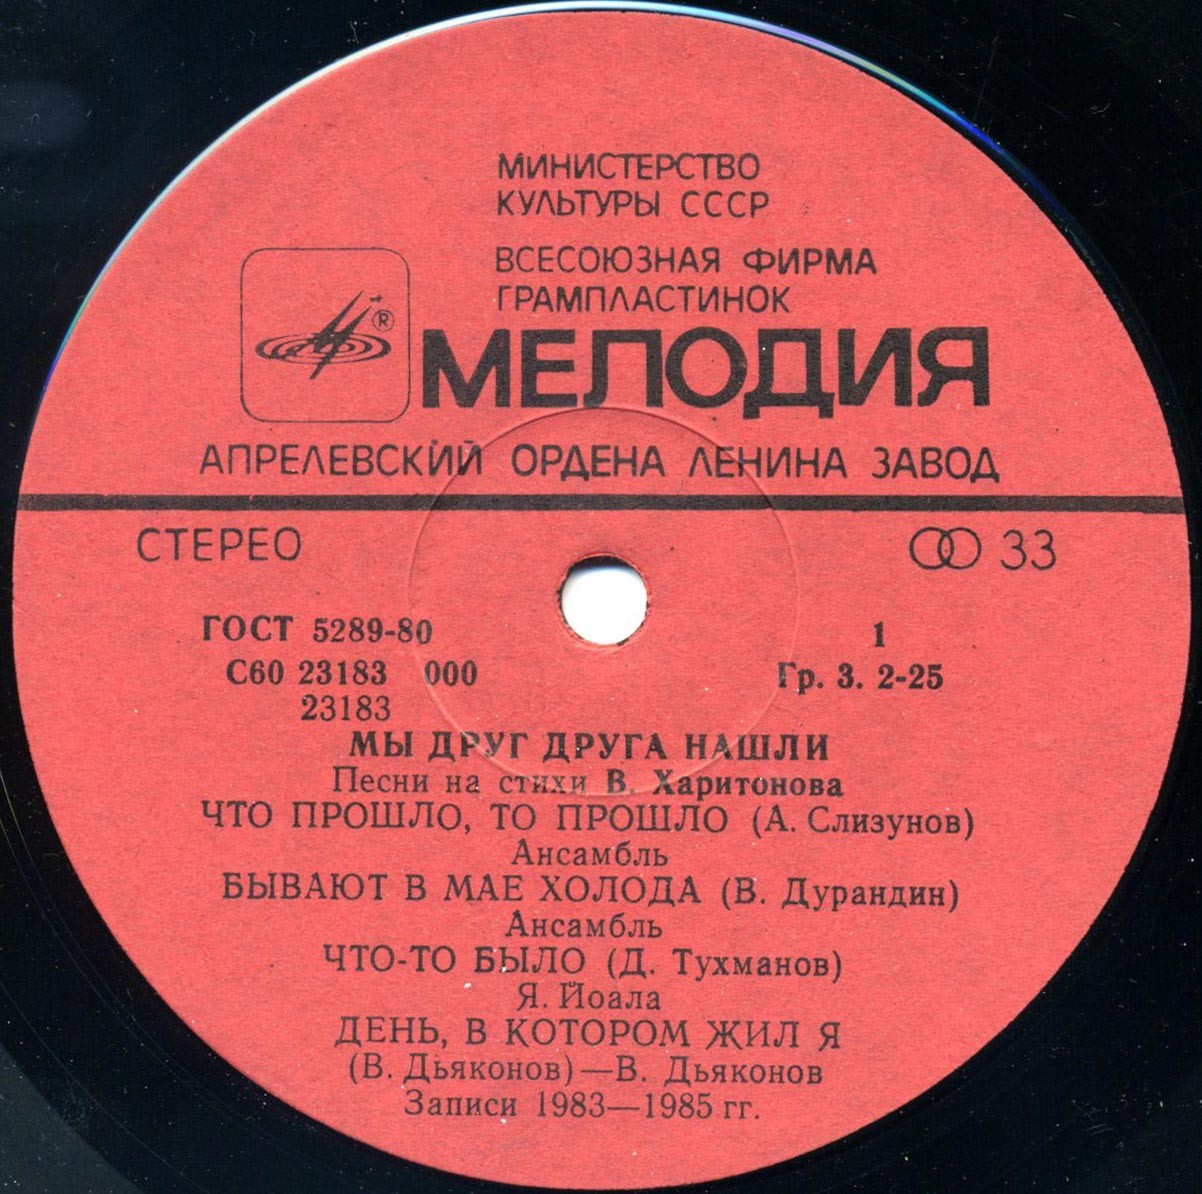 МИНИСТЕРСТВО
КУЛЬТУРЫ СССР
ВСЕСОЮЗНАЯ ФИРМА
ГРАМПЛАСТИНОК
®
МЕЛОДИЯ
АПРЕЛЕВСКИЙ ОРДЕНА ЛЕНИНА ЗАВОД
СТЕРЕО 33
ГОСТ 5289-80 1
С60 23183 000 Гр. 3. 2-25
23183
МЫ ДРУГ ДРУГА НАШЛИ
Песни на стихи В. Харитонова
ЧТО ПРОШЛО, ТО ПРОШЛО (А. Слизунов)
Ансамбль
БЫВАЮТ В МАЕ ХОЛОДА (В. Дурандин)
Ансамбль
ЧТО-ТО БЫЛО (Д. Тухманов)
Я. Йоала
ДЕНЬ, В КОТОРОМ ЖИЛ Я
(В. Дьяконов)—В. Дьяконов
Записи 1983—1985 гг.